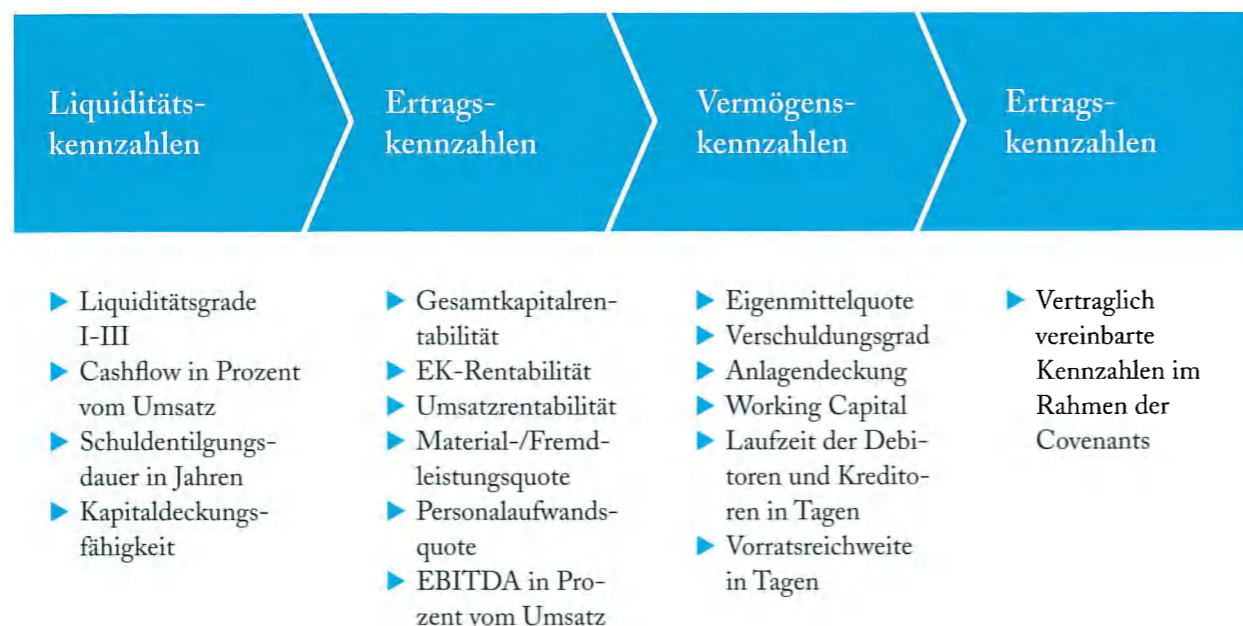 Liquiditäts-
kennzahlen
Ertrags-
kennzahlen
Vermögens-
kennzahlen
Ertrags-
kennzahlen
▶ Liquiditätsgrade
I-III
▶ Cashflow in Prozent
vom Umsatz
▶ Schuldentilgungs-
dauer in Jahren
▶ Kapitaldeckungs-
fähigkeit
▶ Gesamtkapitalren-
tabilität
▶ EK-Rentabilität
▶ Umsatzrentabilität
▶ Material-/Fremd-
leistungsquote
▶ Personalaufwands-
quote
▶ EBITDA in Pro-
zent vom Umsatz
▶ Eigenmittelquote
▶ Verschuldungsgrad
▶ Anlagendeckung
▶ Working Capital
▶ Laufzeit der Debi-
toren und Kredito-
ren in Tagen
▶ Vorratsreichweite
in Tagen
▶ Vertraglich
vereinbarte
Kennzahlen im
Rahmen der
Covenants